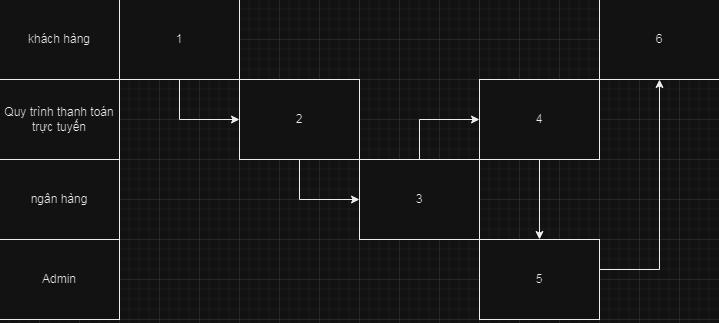 khách hàng
1
6
Quy trình thanh toán
trực tuyến
2
4
ngân hàng
3
Admin
5